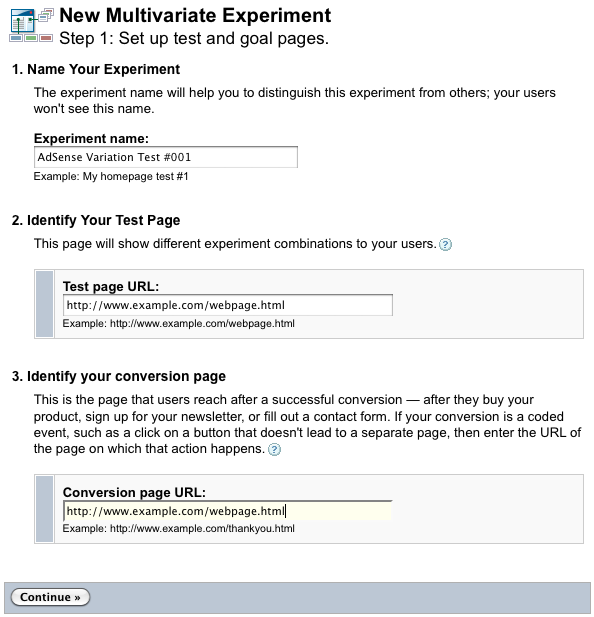 New Multivariate Experiment
Step 1: Set up test and goal pages.
1. Name Your Experiment
The experiment name will help you to distinguish this experiment from others; your users
won't see this name.
Experiment name:
AdSense Variation Test #001
Example: My homepage test #1
2. Identify Your Test Page
This page will show different experiment combinations to your users. ?
Test page URL:
http://www.example.com/webpage.html
Example: http://www.example.com/webpage.html
3. Identify your conversion page
This is the page that users reach after a successful conversion — after they buy your
product, sign up for your newsletter, or fill out a contact form. If your conversion is a coded
event, such as a click on a button that doesn't lead to a separate page, then enter the URL of
the page on which that action happens. ?
Conversion page URL:
http://www.example.com/webpage.html
Example: http://www.example.com/thankyou.html
Continue »